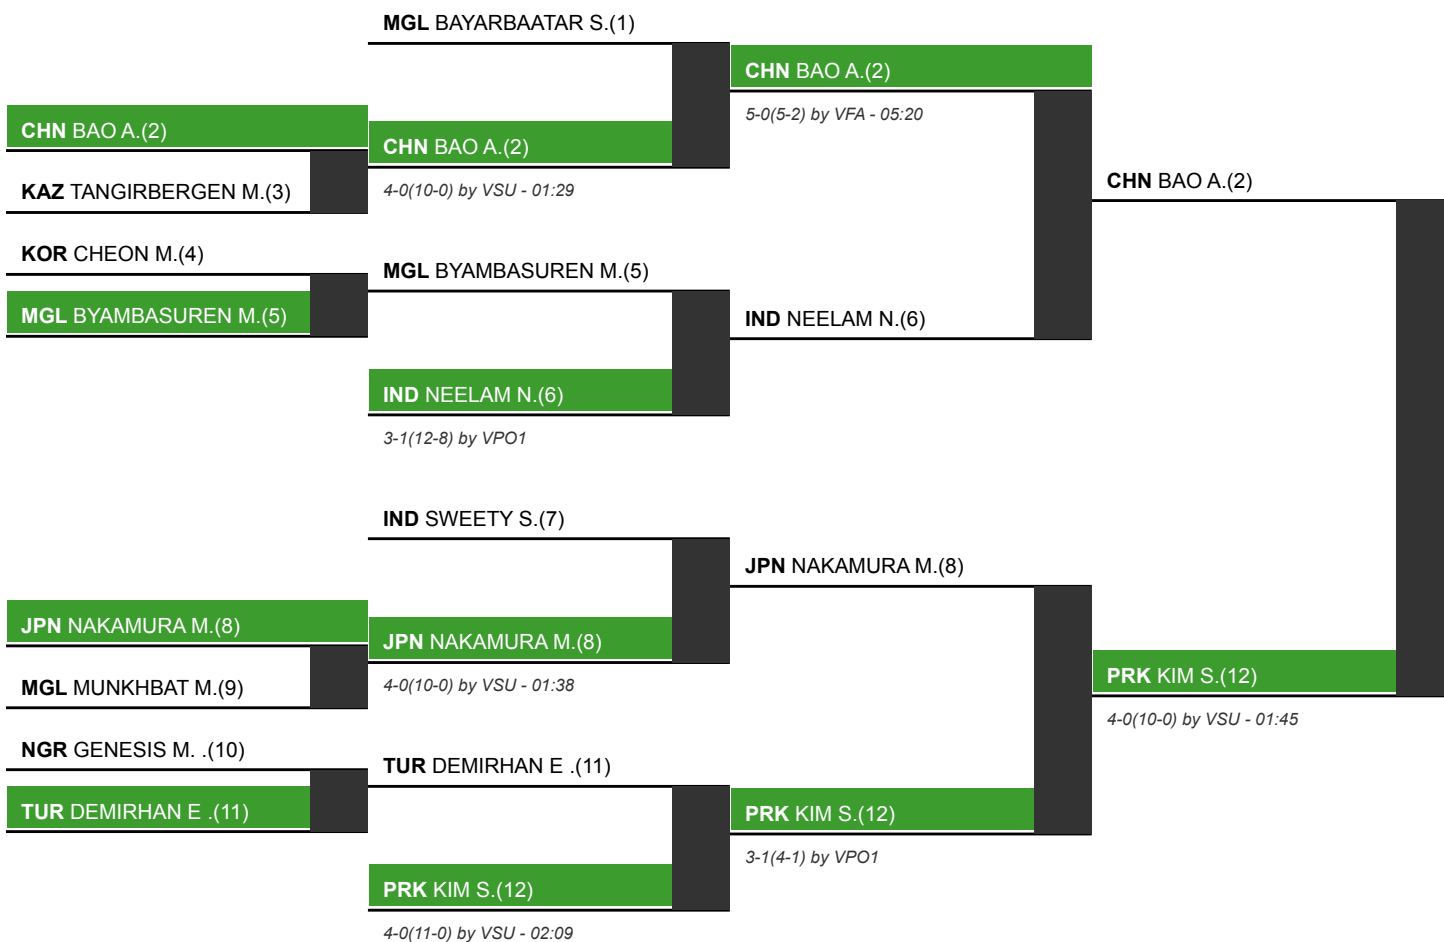 MGL BAYARBAATAR S.(1)
CHN BAO A.(2)
5-0(5-2) by VFA - 05:20
CHN BAO A.(2)
CHN BAO A.(2)
4-0(10-0) by VSU - 01:29
KAZ TANGIRBERGEN M.(3)
CHN BAO A.(2)
KOR CHEON M.(4)
MGL BYAMBASUREN M.(5)
MGL BYAMBASUREN M.(5)
IND NEELAM N.(6)
IND NEELAM N.(6)
3-1(12-8) by VPO1
IND SWEETY S.(7)
JPN NAKAMURA M.(8)
JPN NAKAMURA M.(8)
JPN NAKAMURA M.(8)
4-0(10-0) by VSU - 01:38
MGL MUNKHBAT M.(9)
PRK KIM S.(12)
4-0(10-0) by VSU - 01:45
NGR GENESIS M. .(10)
TUR DEMIRHAN E .(11)
TUR DEMIRHAN E .(11)
PRK KIM S.(12)
3-1(4-1) by VPO1
PRK KIM S.(12)
4-0(11-0) by VSU - 02:09